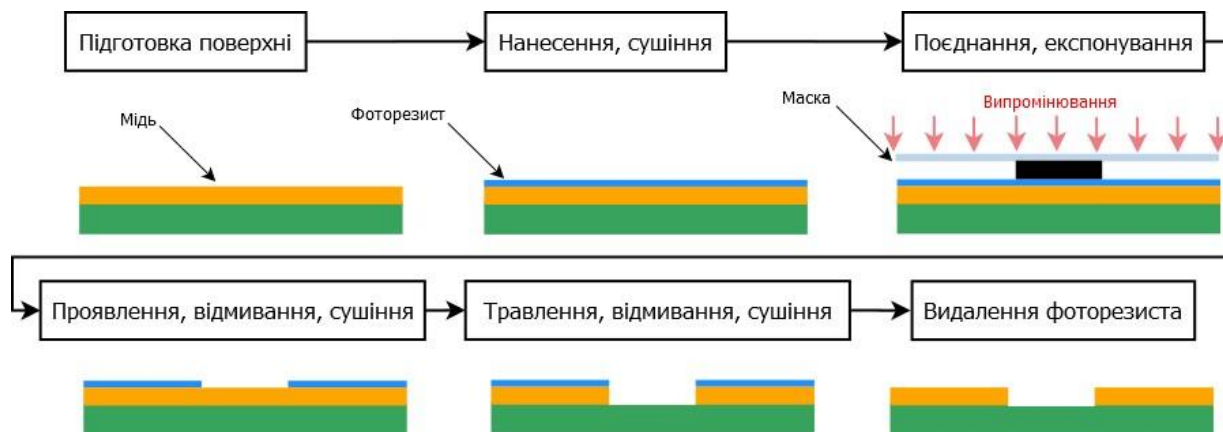 Підготовка поверхні
Нанесення, сушіння
Поєднання, експонування
Мідь
Фоторезист
Маска
Випромінювання
Проявлення, відмивання, сушіння
Травлення, відмивання, сушіння
Видалення фоторезиста